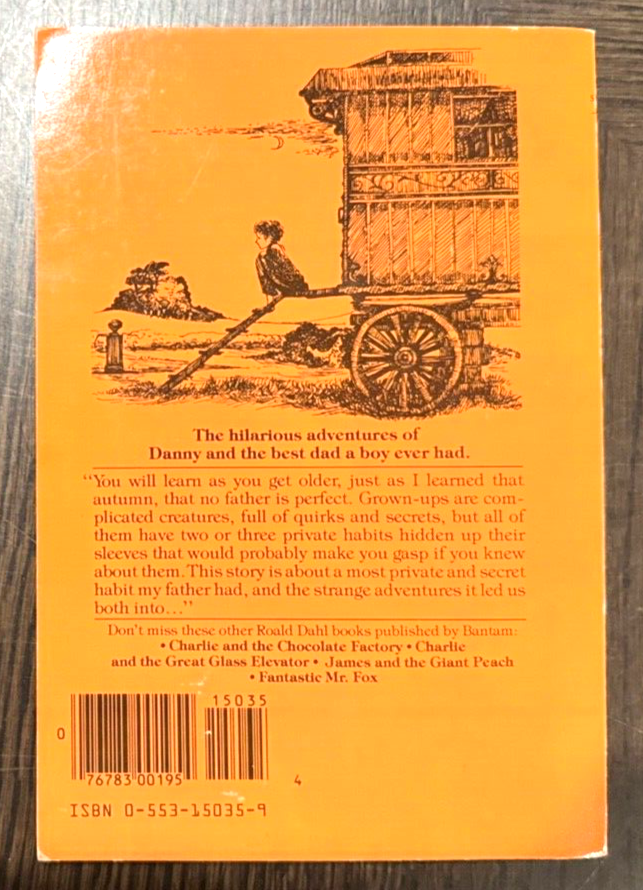 The hilarious adventures of
Danny and the best dad a boy ever had.
“You will learn as you get older, just as I learned that
autumn, that no father is perfect. Grown-ups are com-
plicated creatures, full of quirks and secrets, but all of
them have two or three private habits hidden up their
sleeves that would probably make you gasp if you knew
about them. This story is about a most private and secret
habit my father had, and the strange adventures it led us
both into...”
Don't miss these other Roald Dahl books published by Bantam:
• Charlie and the Chocolate Factory • Charlie
and the Great Glass Elevator • James and the Giant Peach
• Fantastic Mr. Fox
15035
0
76783 00195
4
ISBN 0-553-15035-9